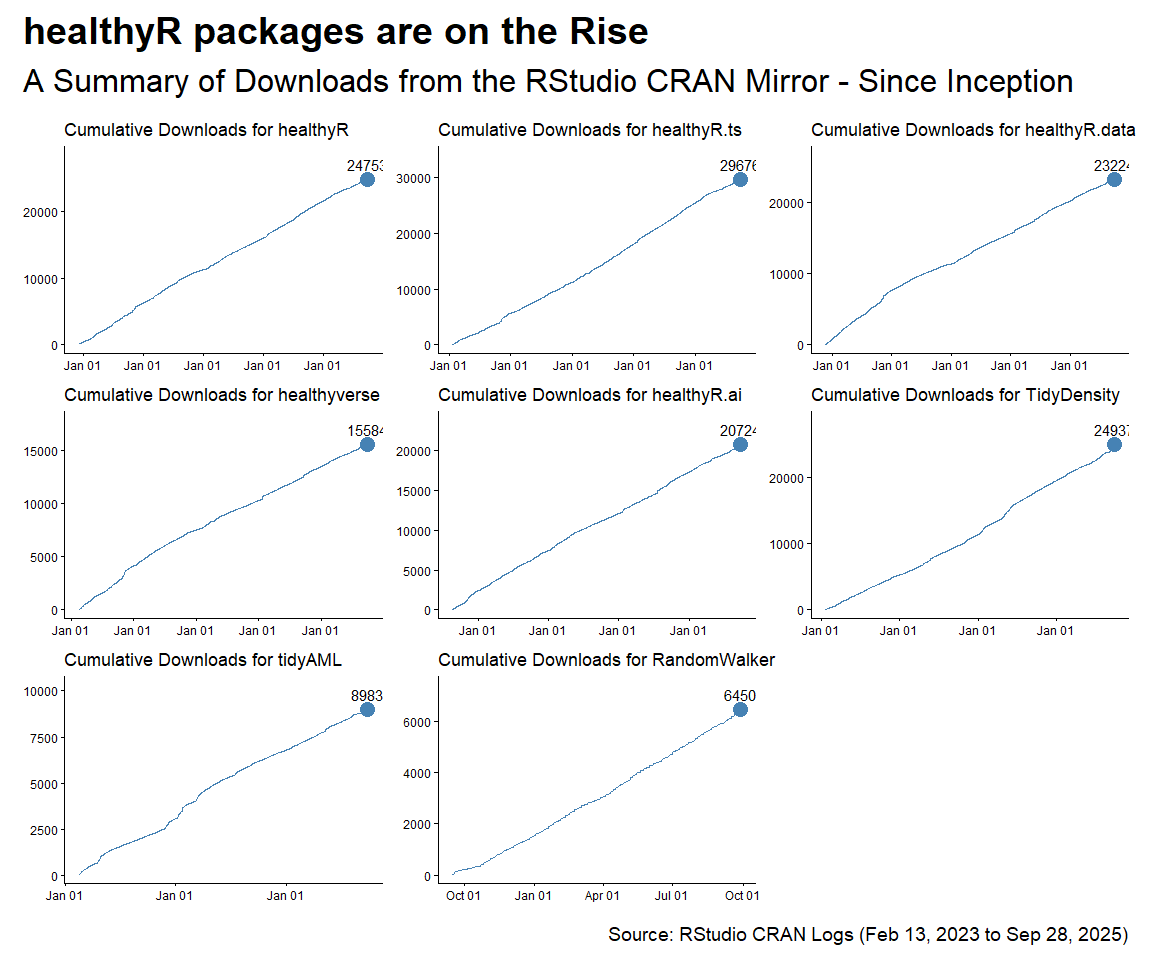 healthyR packages are on the Rise
A Summary of Downloads from the RStudio CRAN Mirror - Since Inception
Cumulative Downloads for healthyR
24753
20000
10000
0
Jan 01 Jan 01 Jan 01 Jan 01 Jan 01
Cumulative Downloads for healthyR.ts
29676
30000
20000
10000
0
Jan 01 Jan 01 Jan 01 Jan 01 Jan 01
Cumulative Downloads for healthyR.data
23224
20000
10000
0
Jan 01 Jan 01 Jan 01 Jan 01 Jan 01
Cumulative Downloads for healthyverse
15584
15000
10000
5000
0
Jan 01 Jan 01 Jan 01 Jan 01 Jan 01
Cumulative Downloads for healthyR.ai
20724
20000
15000
10000
5000
0
Jan 01 Jan 01 Jan 01 Jan 01
Cumulative Downloads for TidyDensity
24937
20000
10000
0
Jan 01 Jan 01 Jan 01 Jan 01
Cumulative Downloads for tidyAML
8983
10000
7500
5000
2500
0
Jan 01 Jan 01 Jan 01
Cumulative Downloads for RandomWalker
6450
6000
4000
2000
0
Oct 01 Jan 01 Apr 01 Jul 01 Oct 01
Source: RStudio CRAN Logs (Feb 13, 2023 to Sep 28, 2025)